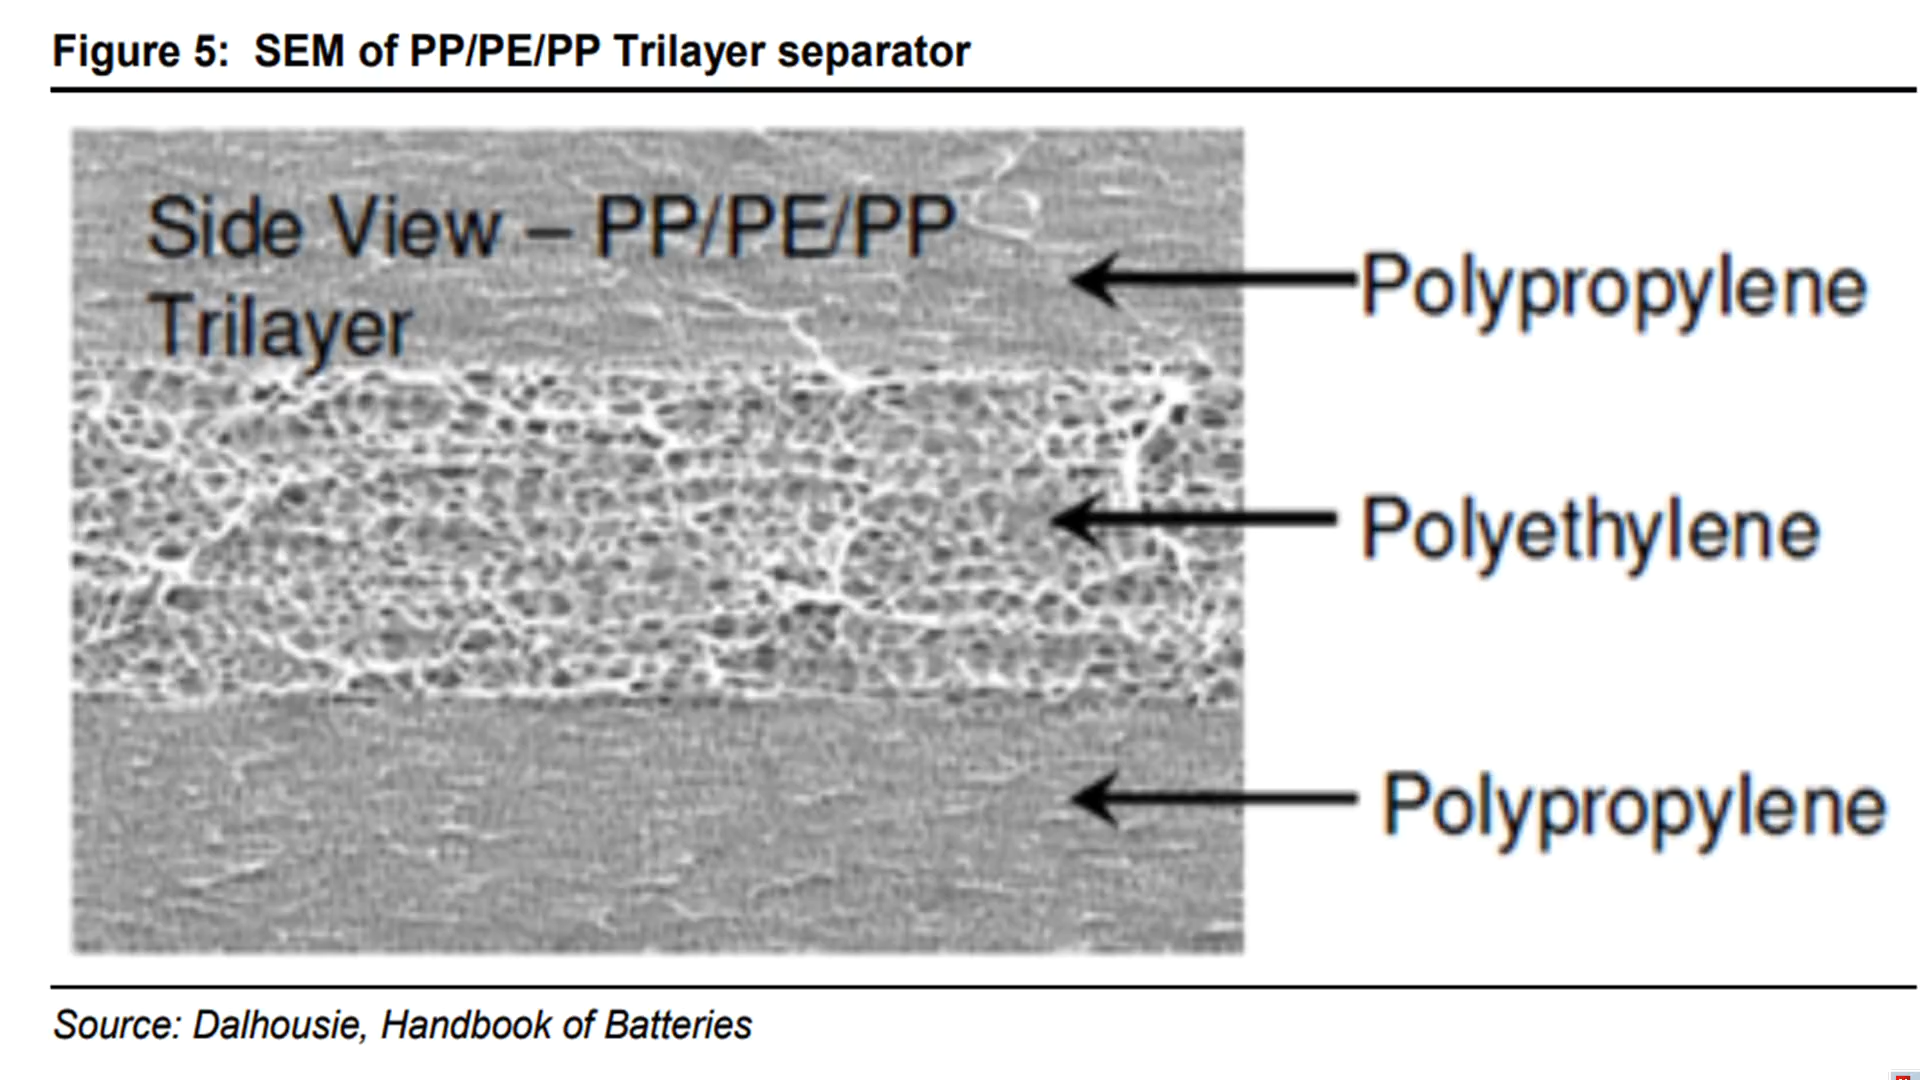 Figure 5:  SEM of PP/PE/PP Trilayer separator
Side View – PP/PE/PP
Trilayer
Polypropylene
Polyethylene
Polypropylene
Source: Dalhousie, Handbook of Batteries